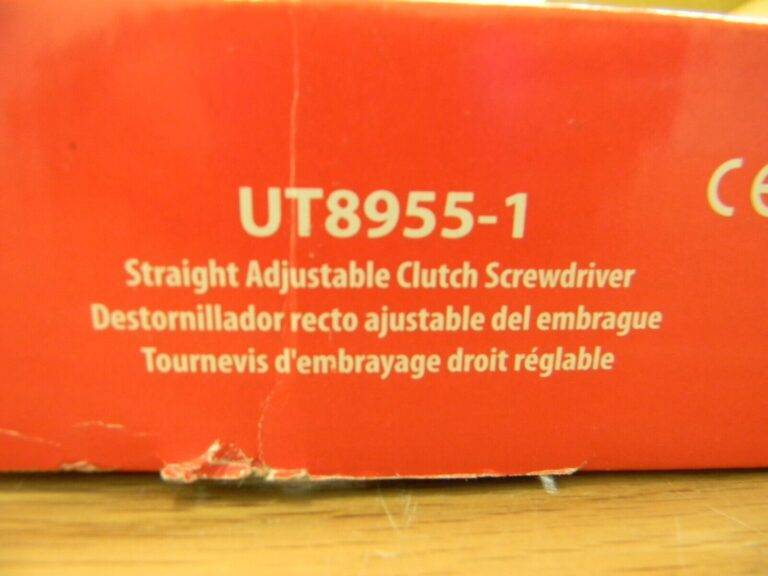 UT8955-1
CE
Straight Adjustable Clutch Screwdriver
Destornillador recto ajustable del embrague
Tournevis d'embrayage droit réglable